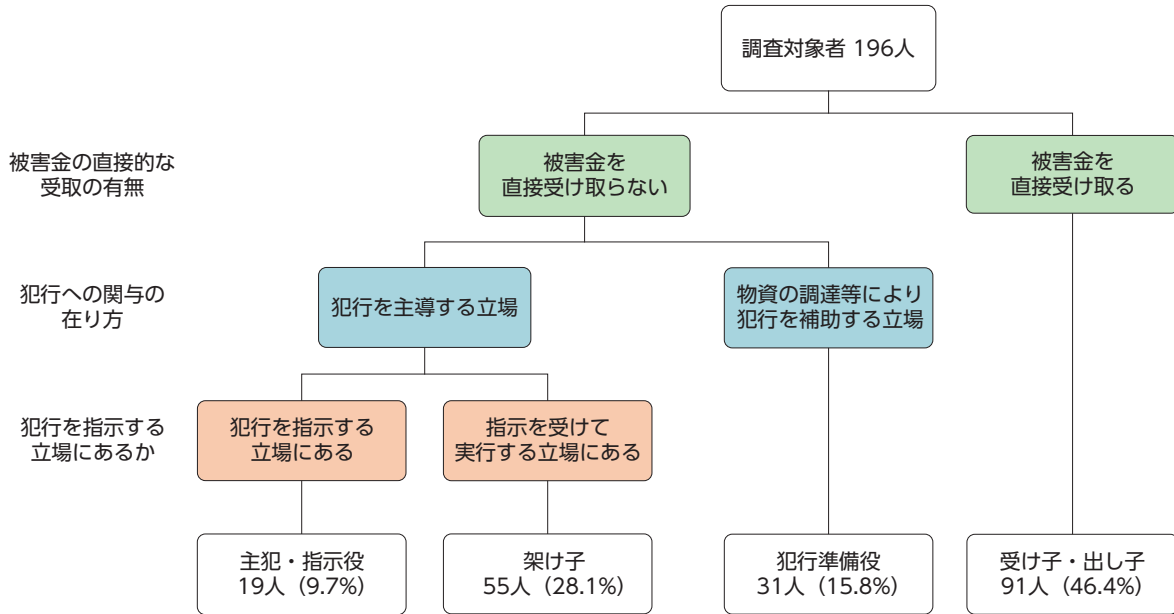 調査対象者 196人
被害金の直接的な
受取の有無
被害金を
直接受け取らない
被害金を
直接受け取る
犯行への関与の
在り方
犯行を主導する立場
物資の調達等により
犯行を補助する立場
犯行を指示する
立場にあるか
犯行を指示する
立場にある
指示を受けて
実行する立場にある
主犯・指示役
19人（9.7%）
架け子
55人（28.1%）
犯行準備役
31人（15.8%）
受け子・出し子
91人（46.4%）